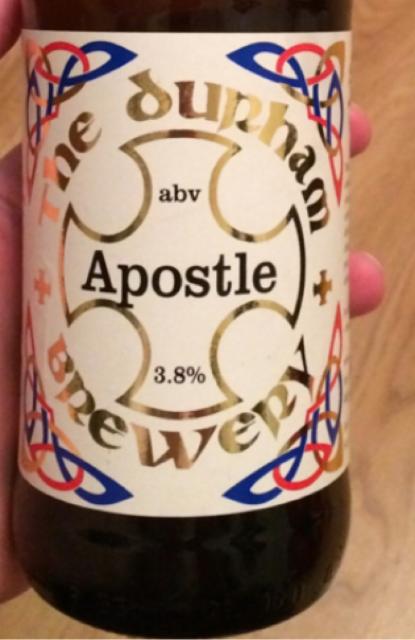 The Durham
abv
Apostle
3.8%
Brewery